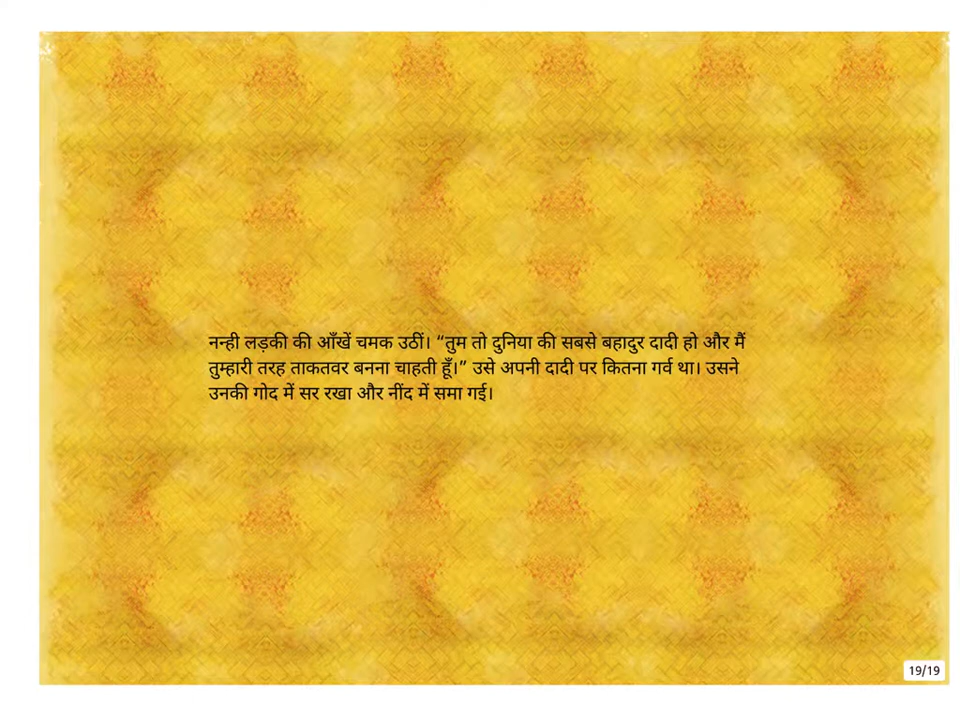 नन्ही लड़की की आँखें चमक उठीं। “तुम तो दुनिया की सबसे बहादुर दादी हो और मैं
तुम्हारी तरह ताकतवर बनना चाहती हूँ।” उसे अपनी दादी पर कितना गर्व था। उसने
उनकी गोद में सर रखा और नींद में समा गई।
19/19